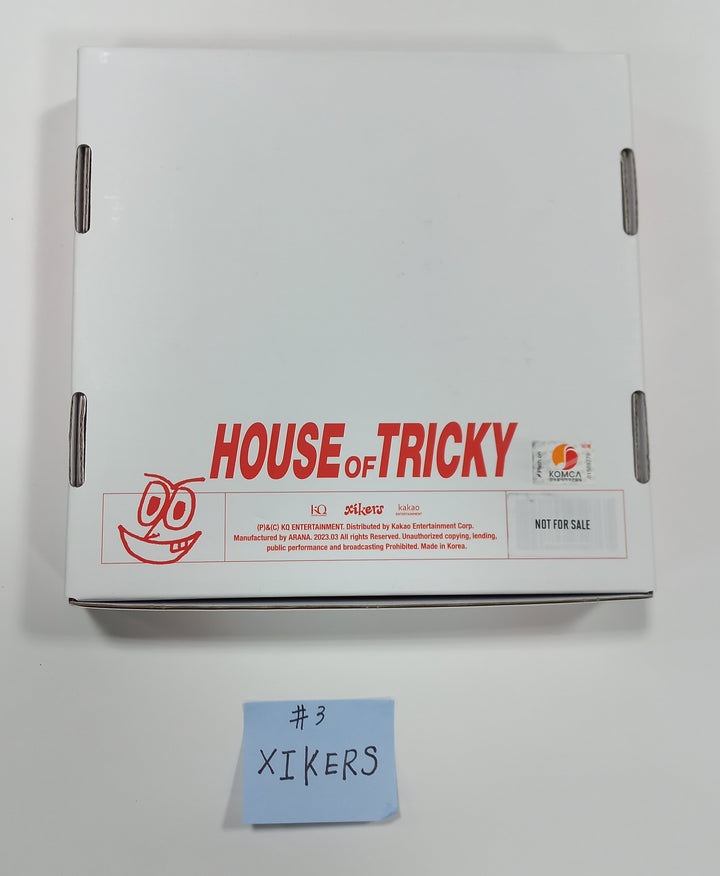 HOUSE OF TRICKY
KOMCA
KQ xikers kakao
ENTERTAINMENT
(P)&(C) KQ ENTERTAINMENT. Distributed by Kakao Entertainment Corp.
Manufactured by ARANA. 2023.03 All rights Reserved. Unauthorized copying, lending,
public performance and broadcasting Prohibited. Made in Korea.
NOT FOR SALE
#3
XIKERS